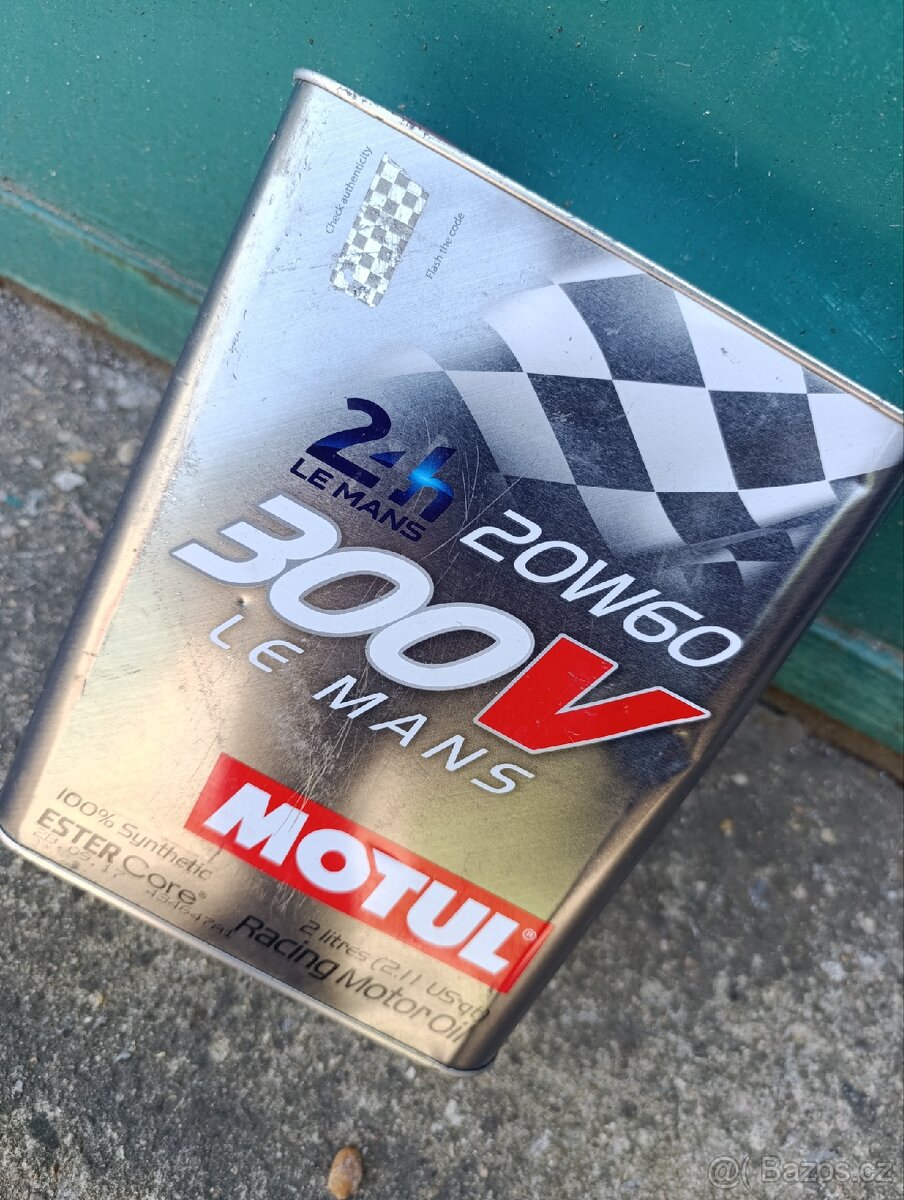 Check authenticity
Flash the code
24h
LE MANS
20W60
300V
LE MANS
MOTUL®
100% Synthetic
ESTER Core®
2 litres (2.11 US qt)
Racing Motor Oil
Bazos.cz